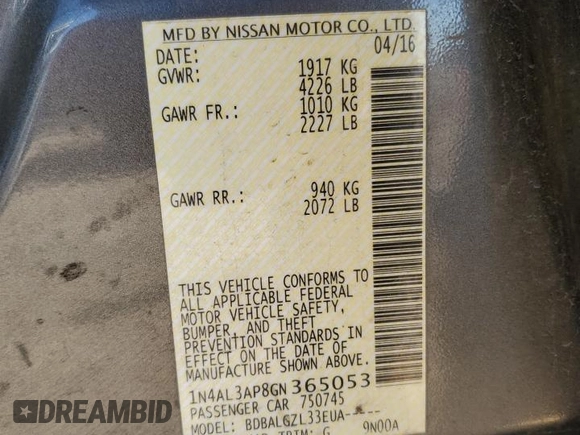 MFD BY NISSAN MOTOR CO., LTD.
DATE: 04/16
GVWR: 1917 KG
4226 LB
GAWR FR.: 1010 KG
2227 LB
GAWR RR.: 940 KG
2072 LB
THIS VEHICLE CONFORMS TO
ALL APPLICABLE FEDERAL
MOTOR VEHICLE SAFETY,
BUMPER, AND THEFT
PREVENTION STANDARDS IN
EFFECT ON THE DATE OF
MANUFACTURE SHOWN ABOVE.
1N4AL3AP8GN365053
PASSENGER CAR 750745
MODEL: BDBALGZL33EUA-----
TRIM: G 9N00A
DREAMBID